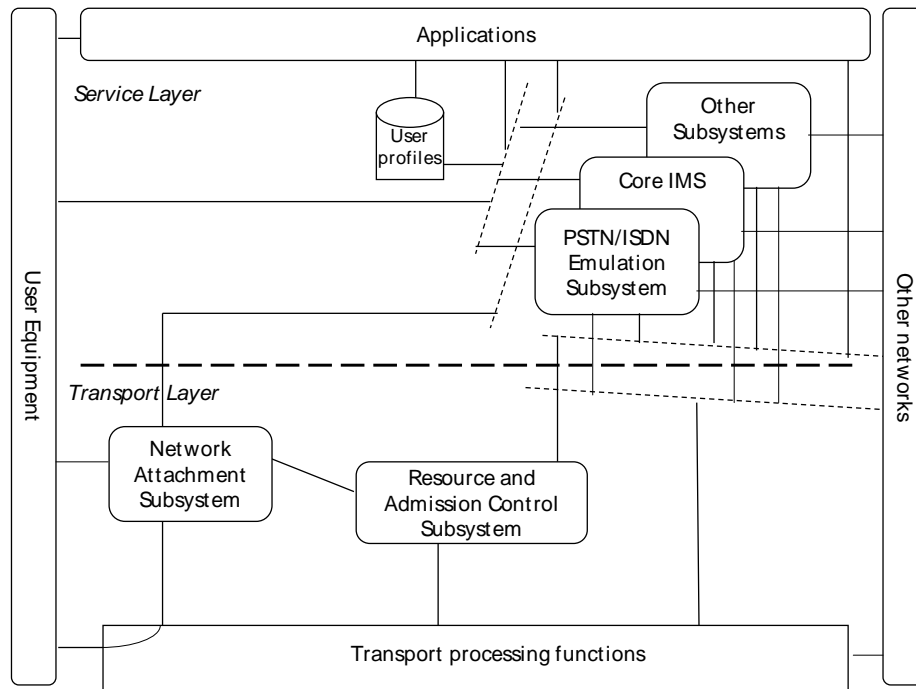 Applications
Service Layer
User
profiles
Other
Subsystems
Core IMS
PSTN/ISDN
Emulation
Subsystem
User Equipment
Other networks
Transport Layer
Network
Attachment
Subsystem
Resource and
Admission Control
Subsystem
Transport processing functions